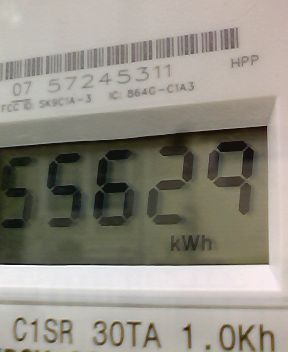 07 57245311
HPP
FCC ID: SK9C1A-3 IC: 864G-C1A3
55629
kWh
C1SR 30TA 1.0Kh